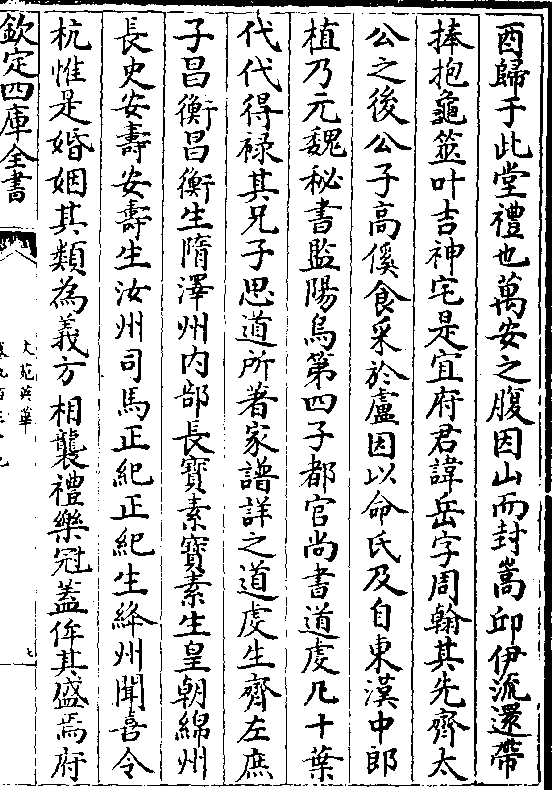 酉歸于此堂禮也萬安之腹因山而封嵩邱伊流還帶
捧抱龜筮叶吉神宅是宜府君諱岳字周翰其先齊太
公之後公子高傒食采於盧因以命氏及自東漢中郎
植乃元魏秘書監陽烏第四子都官尚書道虔凡十葉
代代得祿其兄子思道所著家譜詳之道虔生齊左庶
子昌衡昌衡生隋澤州内部長寶素寶素生皇朝綿州
長史安壽安壽生汝州司馬正紀正紀生絳州聞喜令
杭惟是婚姻其類為義方相襲禮樂冠蓋侔其盛焉府
欽定四庫全書
文苑英華